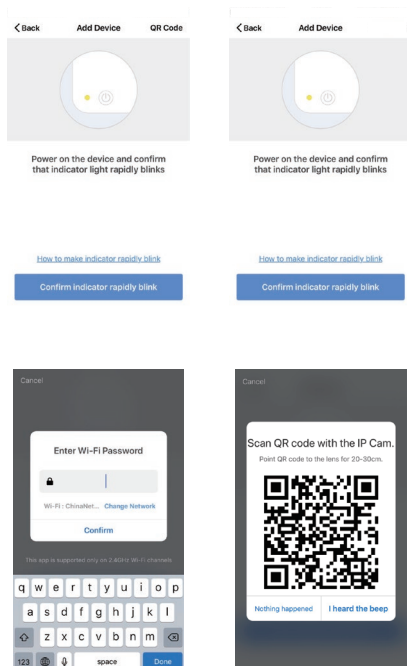 Back Add Device QR Code
Power on the device and confirm
that indicator light rapidly blinks
How to make indicator rapidly blink
Confirm indicator rapidly blink
Back Add Device
Power on the device and confirm
that indicator light rapidly blinks
How to make indicator rapidly blink
Confirm indicator rapidly blink
Cancel
Enter Wi-Fi Password
Wi-Fi : ChinaNet... Change Network
Confirm
This app is supported only on 2.4GHz Wi-Fi channels
q w e r t y u i o p
a s d f g h j k l
z x c v b n m
123 space Done
Cancel
Scan QR code with the IP Cam.
Point QR code to the lens for 20-30cm.
Nothing happened I heard the beep